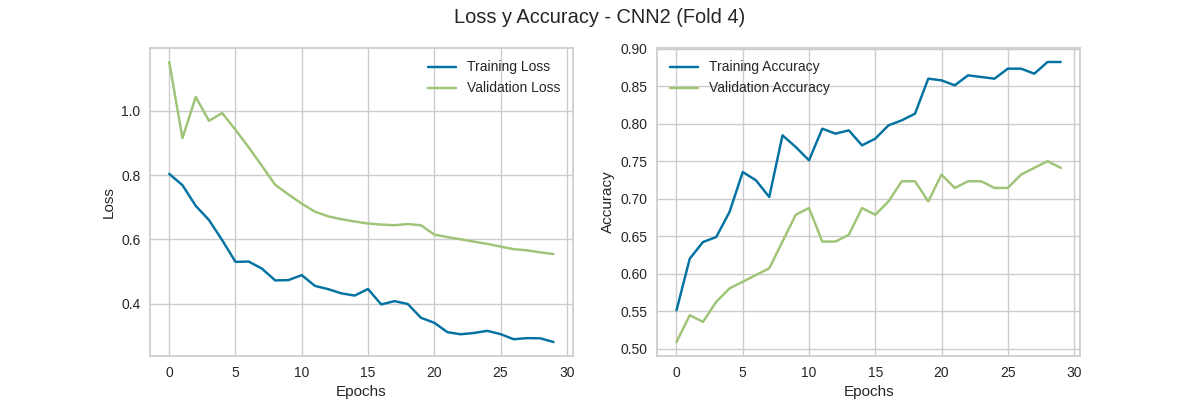 Loss y Accuracy - CNN2 (Fold 4)
Training Loss
Validation Loss
1.0
0.8
0.6
0.4
Loss
0 5 10 15 20 25 30
Epochs
Training Accuracy
Validation Accuracy
0.90
0.85
0.80
0.75
0.70
0.65
0.60
0.55
0.50
Accuracy
0 5 10 15 20 25 30
Epochs